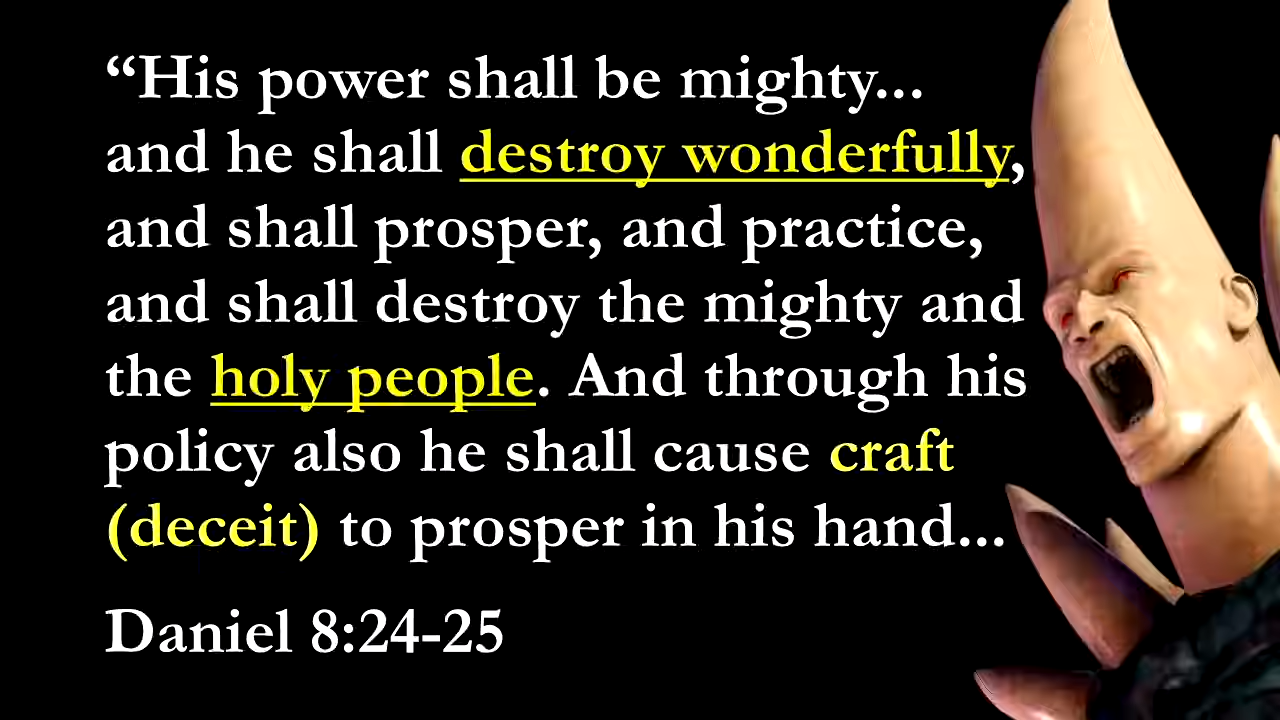 “His power shall be mighty...
and he shall destroy wonderfully,
and shall prosper, and practice,
and shall destroy the mighty and
the holy people. And through his
policy also he shall cause craft
(deceit) to prosper in his hand...
Daniel 8:24-25